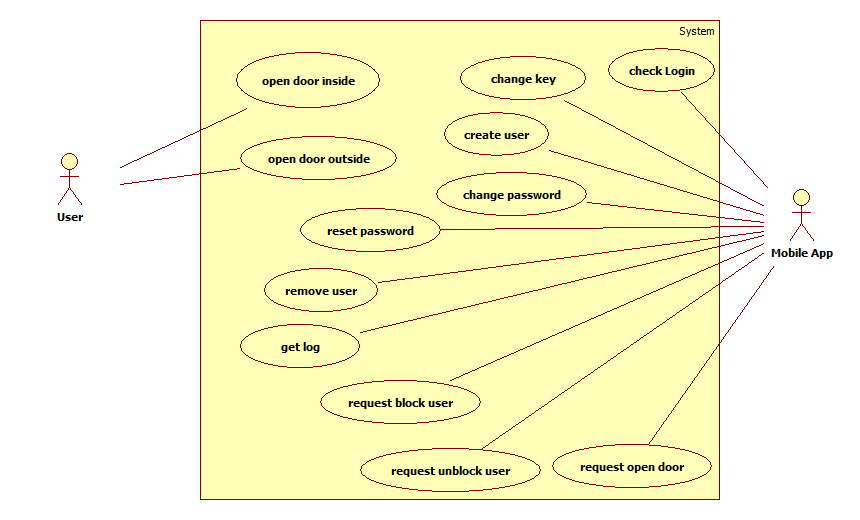 System
open door inside
change key
check Login
create user
open door outside
change password
User
reset password
Mobile App
remove user
get log
request block user
request unblock user
request open door